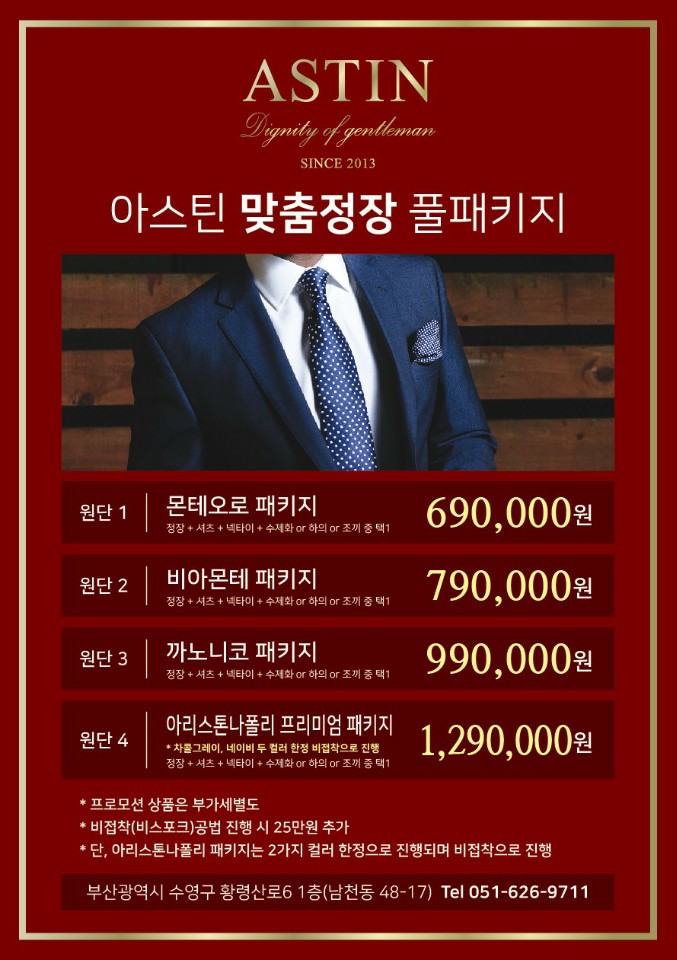 ASTIN
Dignity of gentleman
SINCE 2013
아스틴 맞춤정장 풀패키지
원단 1
몬테오로 패키지
정장 + 셔츠 + 넥타이 + 수제화 or 하의 or 조끼 중 택1
690,000원
원단 2
비아몬테 패키지
정장 + 셔츠 + 넥타이 + 수제화 or 하의 or 조끼 중 택1
790,000원
원단 3
까노니코 패키지
정장 + 셔츠 + 넥타이 + 수제화 or 하의 or 조끼 중 택1
990,000원
원단 4
아리스톤나폴리 프리미엄 패키지
* 차콜그레이, 네이비 두 컬러 한정 비접착으로 진행
정장 + 셔츠 + 넥타이 + 수제화 or 하의 or 조끼 중 택1
1,290,000원
* 프로모션 상품은 부가세별도
* 비접착(비스포크)공법 진행 시 25만원 추가
* 단, 아리스톤나폴리 패키지는 2가지 컬러 한정으로 진행되며 비접착으로 진행
부산광역시 수영구 황령산로6 1층(남천동 48-17) Tel 051-626-9711